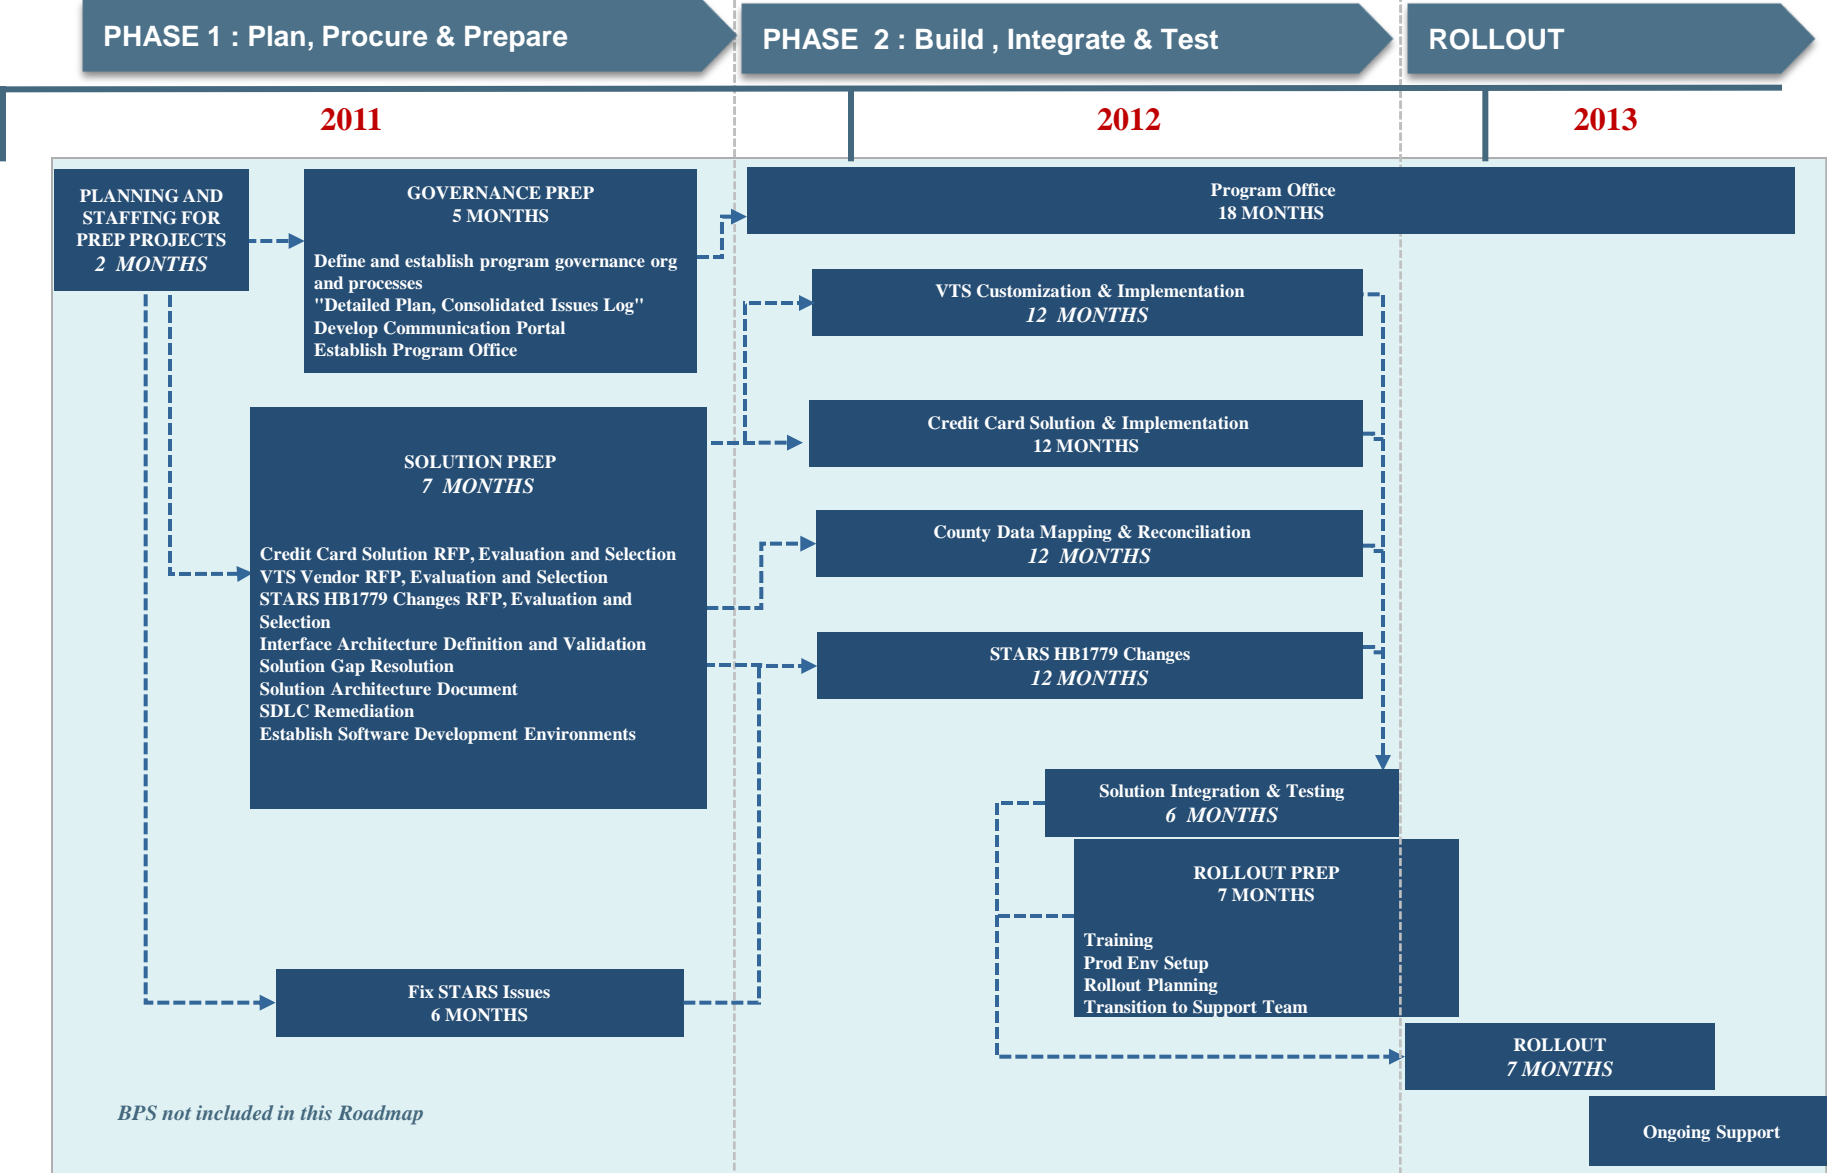 PHASE 1 : Plan, Procure & Prepare
PHASE 2 : Build , Integrate & Test
ROLLOUT
2011
2012
2013
PLANNING AND
STAFFING FOR
PREP PROJECTS
2 MONTHS
GOVERNANCE PREP
5 MONTHS
Define and establish program governance org
and processes
"Detailed Plan, Consolidated Issues Log"
Develop Communication Portal
Establish Program Office
Program Office
18 MONTHS
VTS Customization & Implementation
12 MONTHS
Credit Card Solution & Implementation
12 MONTHS
SOLUTION PREP
7 MONTHS
Credit Card Solution RFP, Evaluation and Selection
VTS Vendor RFP, Evaluation and Selection
STARS HB1779 Changes RFP, Evaluation and
Selection
Interface Architecture Definition and Validation
Solution Gap Resolution
Solution Architecture Document
SDLC Remediation
Establish Software Development Environments
County Data Mapping & Reconciliation
12 MONTHS
STARS HB1779 Changes
12 MONTHS
Solution Integration & Testing
6 MONTHS
ROLLOUT PREP
7 MONTHS
Training
Prod Env Setup
Rollout Planning
Transition to Support Team
Fix STARS Issues
6 MONTHS
ROLLOUT
7 MONTHS
BPS not included in this Roadmap
Ongoing Support